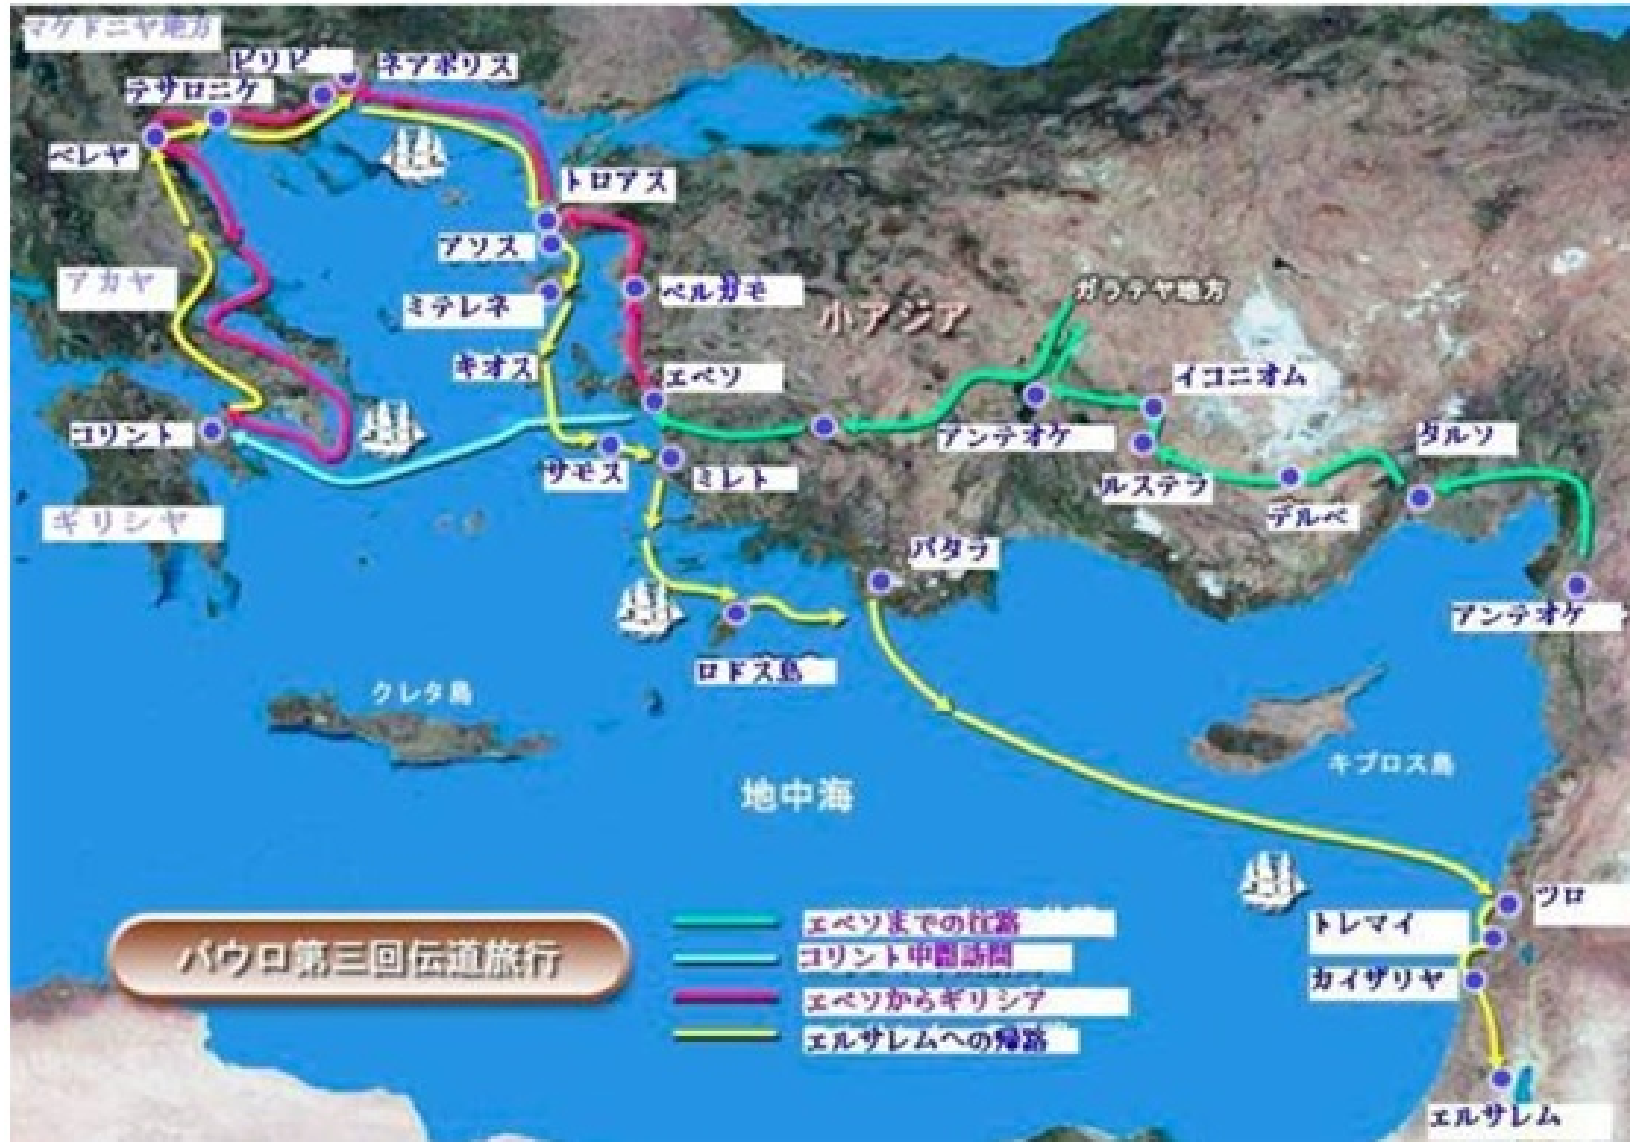 マケドニヤ地方
ピリピ
ネアポリス
テサロニケ
ベレヤ
トロアス
アソス
アカヤ
ミテレネ
ペルガモ
ガラテヤ地方
小アジア
キオス
エペソ
イコニオム
コリント
アンテオケ
タルソ
サモス
ミレト
ルステラ
デルベ
ギリシヤ
パタラ
アンテオケ
ロドス島
クレタ島
キプロス島
地中海
ツロ
トレマイ
カイザリヤ
エルサレム
パウロ第三回伝道旅行
エペソまでの往路
コリント中間訪問
エペソからギリシア
エルサレムへの帰路